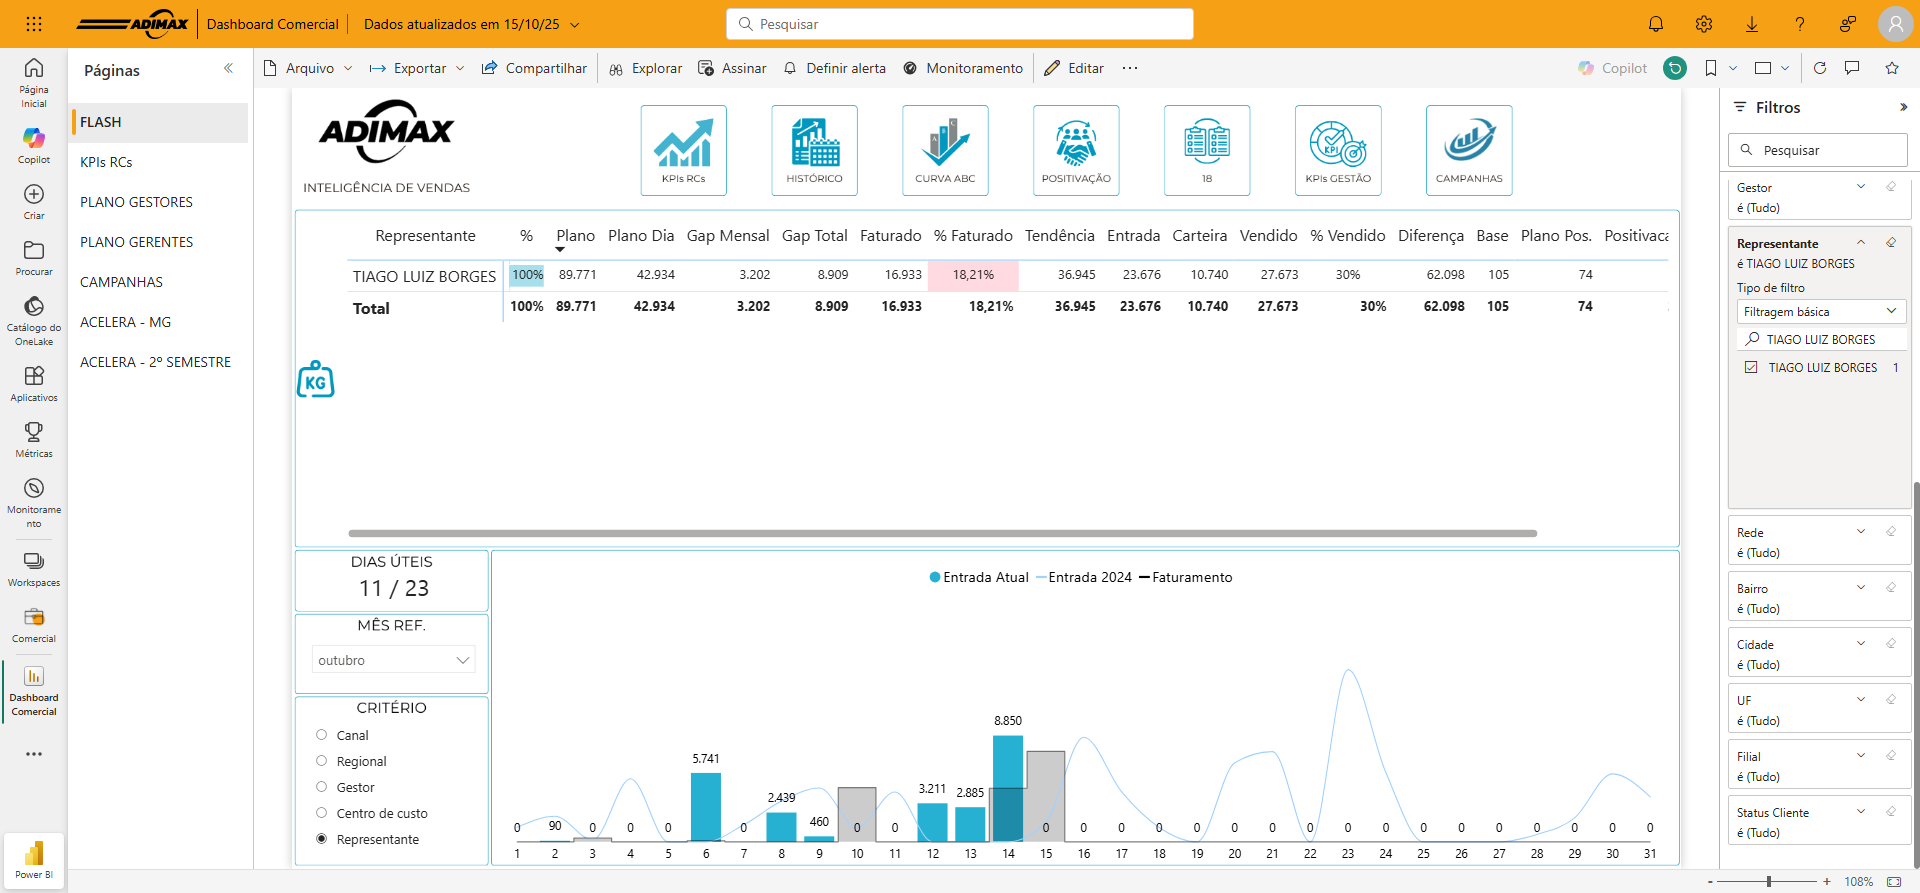 ADIMAX
Dashboard Comercial
Dados atualizados em 15/10/25
Pesquisar
Página Inicial
Copilot
Criar
Procurar
Catálogo do OneLake
Aplicativos
Métricas
Monitoramento
Workspaces
Comercial
Dashboard Comercial
Power BI
Páginas
FLASH
KPIs RCs
PLANO GESTORES
PLANO GERENTES
CAMPANHAS
ACELERA - MG
ACELERA - 2º SEMESTRE
Arquivo
Exportar
Compartilhar
Explorar
Assinar
Definir alerta
Monitoramento
Editar
Copilot
ADIMAX
INTELIGÊNCIA DE VENDAS
KPIs RCs
HISTÓRICO
A B C
CURVA ABC
POSITIVAÇÃO
18
KPI
KPIs GESTÃO
CAMPANHAS
Representante % Plano Plano Dia Gap Mensal Gap Total Faturado % Faturado Tendência Entrada Carteira Vendido % Vendido Diferença Base Plano Pos. Positivaca
TIAGO LUIZ BORGES 100% 89.771 42.934 3.202 8.909 16.933 18,21% 36.945 23.676 10.740 27.673 30% 62.098 105 74
Total 100% 89.771 42.934 3.202 8.909 16.933 18,21% 36.945 23.676 10.740 27.673 30% 62.098 105 74
KG
DIAS ÚTEIS
11 / 23
MÊS REF.
outubro
CRITÉRIO
Canal
Regional
Gestor
Centro de custo
Representante
Entrada Atual Entrada 2024 Faturamento
0 90 0 0 0 5.741 0 2.439 460 0 0 3.211 2.885 8.850 0 0 0 0 0 0 0 0 0 0 0 0 0 0 0 0 0
1 2 3 4 5 6 7 8 9 10 11 12 13 14 15 16 17 18 19 20 21 22 23 24 25 26 27 28 29 30 31
Filtros
Pesquisar
Gestor
é (Tudo)
Representante
é TIAGO LUIZ BORGES
Tipo de filtro
Filtragem básica
TIAGO LUIZ BORGES
TIAGO LUIZ BORGES 1
Rede
é (Tudo)
Bairro
é (Tudo)
Cidade
é (Tudo)
UF
é (Tudo)
Filial
é (Tudo)
Status Cliente
é (Tudo)
- + 108%